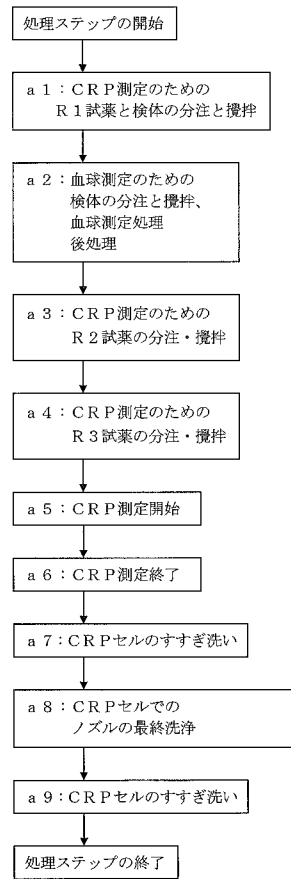 処理ステップの開始
a1：CRP測定のための
R1試薬と検体の分注と攪拌
a2：血球測定のための
検体の分注と攪拌、
血球測定処理
後処理
a3：CRP測定のための
R2試薬の分注・攪拌
a4：CRP測定のための
R3試薬の分注・攪拌
a5：CRP測定開始
a6：CRP測定終了
a7：CRPセルのすすぎ洗い
a8：CRPセルでの
ノズルの最終洗浄
a9：CRPセルのすすぎ洗い
処理ステップの終了